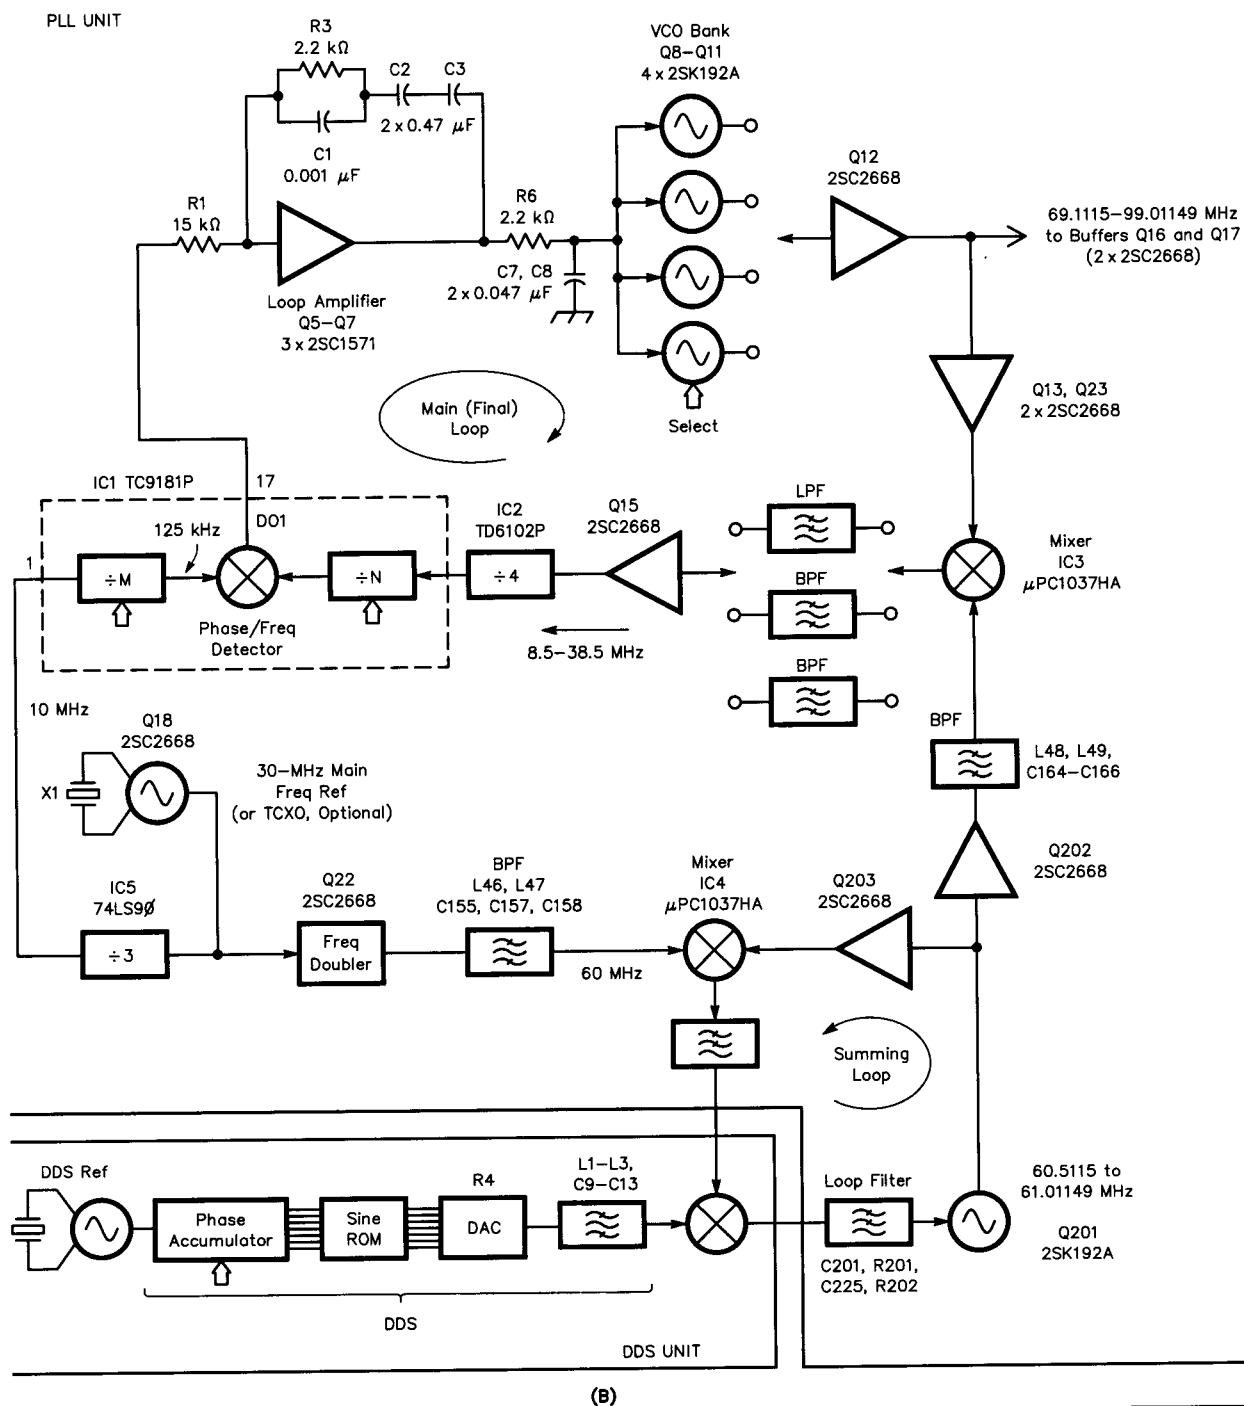 PLL UNIT
R3
2.2 kΩ
C2
C3
2 x 0.47 μF
C1
0.001 μF
R1
15 kΩ
Loop Amplifier
Q5–Q7
3 x 2SC1571
R6
2.2 kΩ
C7, C8
2 x 0.047 μF
VCO Bank
Q8–Q11
4 x 2SK192A
Select
Q12
2SC2668
69.1115–99.01149 MHz
to Buffers Q16 and Q17
(2 x 2SC2668)
Q13, Q23
2 x 2SC2668
Main (Final)
Loop
IC1 TC9181P
17
DO1
1
125 kHz
÷M
÷N
Phase/Freq
Detector
IC2
TD6102P
÷4
Q15
2SC2668
8.5–38.5 MHz
LPF
BPF
BPF
Mixer
IC3
μPC1037HA
BPF
L48, L49,
C164–C166
10 MHz
Q18
2SC2668
X1
30–MHz Main
Freq Ref
(or TCXO, Optional)
IC5
74LS9Ø
÷3
Q22
2SC2668
Freq
Doubler
BPF
L46, L47
C155, C157, C158
60 MHz
Mixer
IC4
μPC1037HA
Q203
2SC2668
Q202
2SC2668
Summing
Loop
DDS Ref
Phase
Accumulator
Sine
ROM
R4
DAC
L1–L3,
C9–C13
DDS
DDS UNIT
Loop Filter
C201, R201,
C225, R202
60.5115 to
61.01149 MHz
Q201
2SK192A
(B)